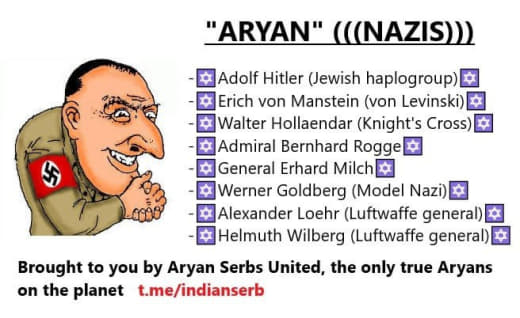 "ARYAN" (((NAZIS)))
-✡Adolf Hitler (Jewish haplogroup)✡
-✡Erich von Manstein (von Levinski)✡
-✡Walter Hollaendar (Knight's Cross)✡
-✡Admiral Bernhard Rogge✡
-✡General Erhard Milch✡
-✡Werner Goldberg (Model Nazi)✡
-✡Alexander Loehr (Luftwaffe general)✡
-✡Helmuth Wilberg (Luftwaffe general)✡
Brought to you by Aryan Serbs United, the only true Aryans
on the planet t.me/indianserb